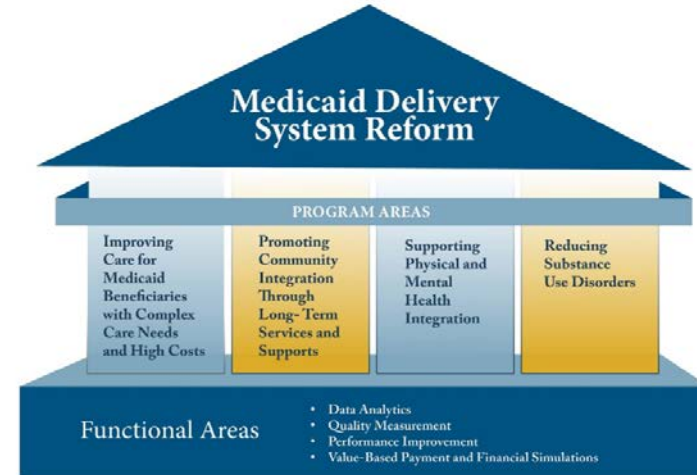 Medicaid Delivery
System Reform
PROGRAM AREAS
Improving
Care for
Medicaid
Beneficiaries
with Complex
Care Needs
and High Costs
Promoting
Community
Integration
Through
Long- Term
Services and
Supports
Supporting
Physical and
Mental
Health
Integration
Reducing
Substance
Use Disorders
Functional Areas
• Data Analytics
• Quality Measurement
• Performance Improvement
• Value-Based Payment and Financial Simulations